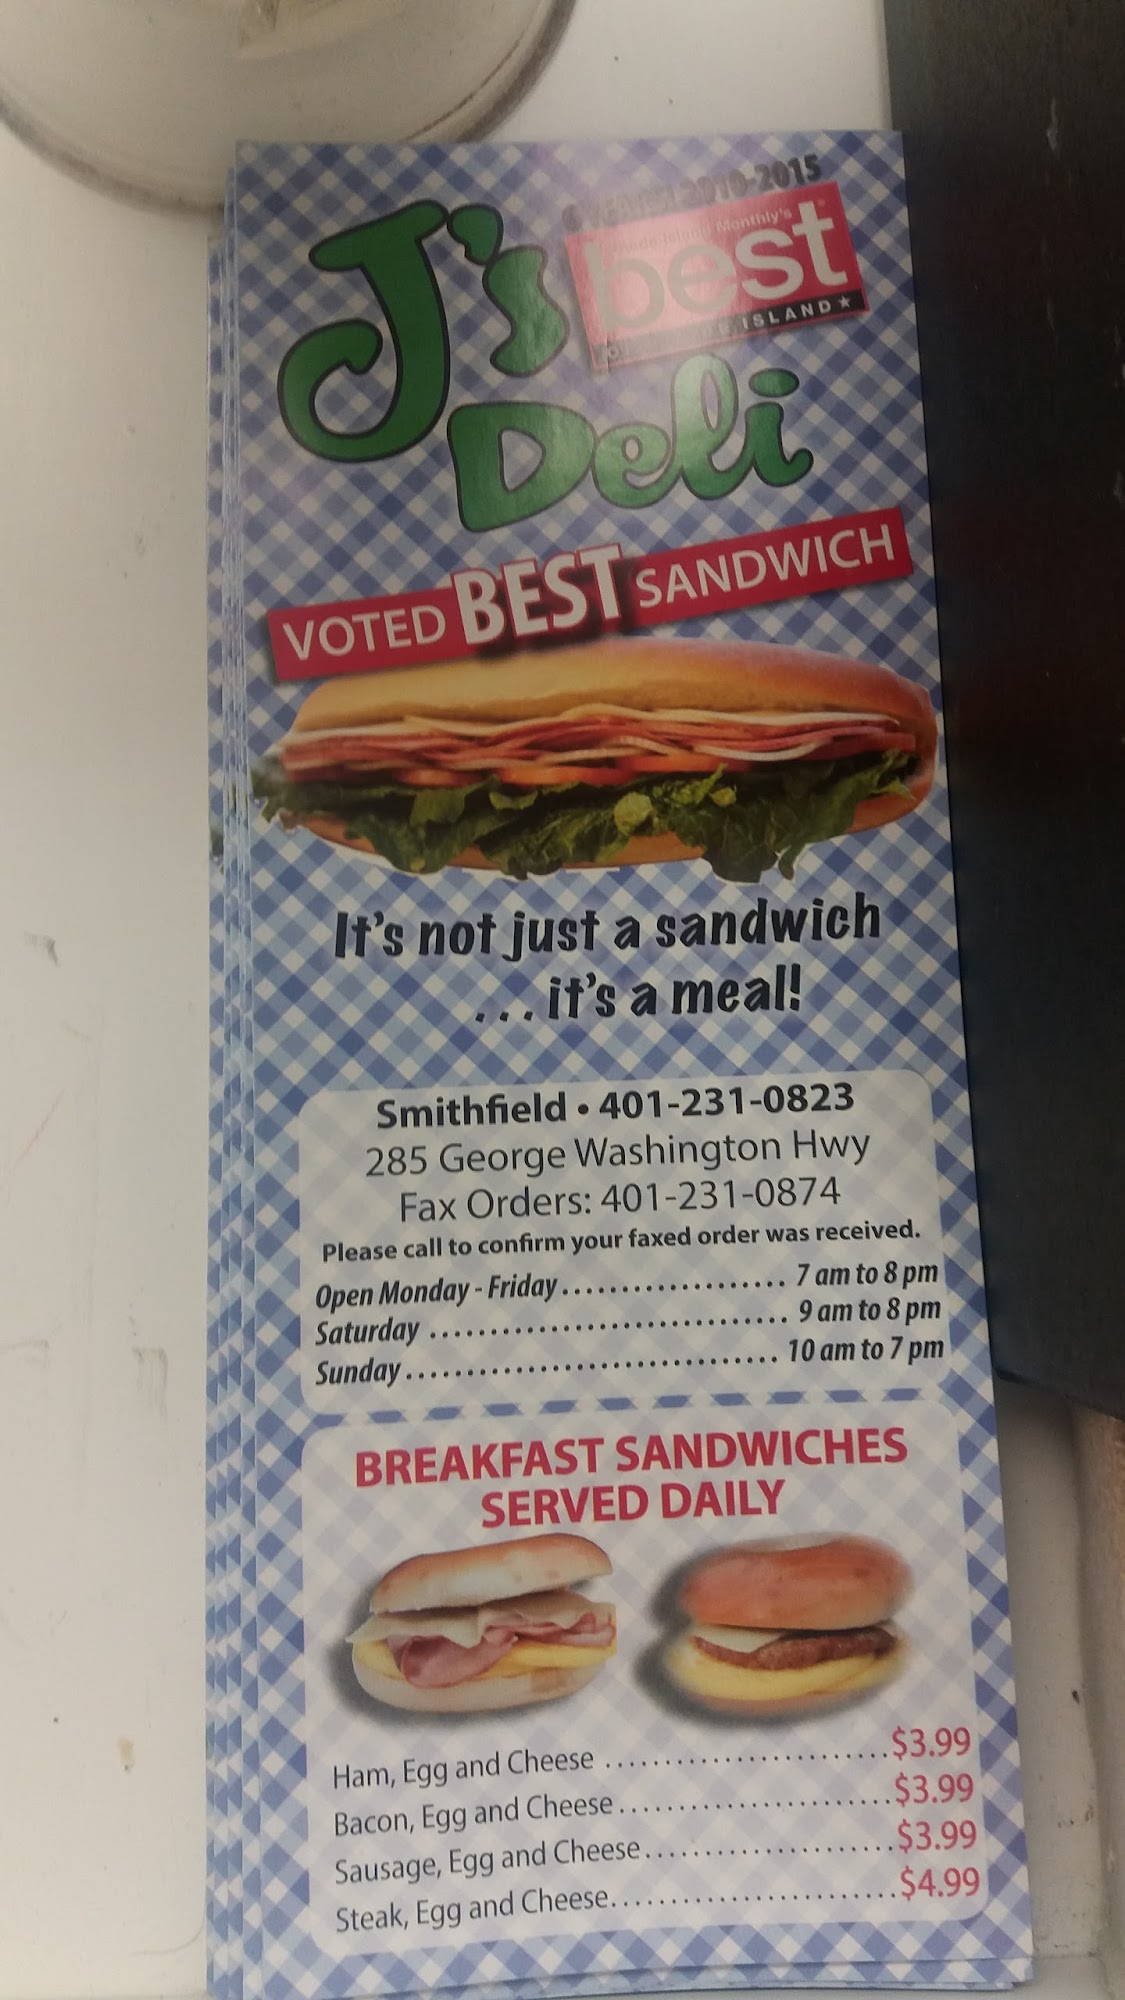 6 YEARS! 2010-2015
Rhode Island Monthly's
best
OF RHODE ISLAND ★
J's
Deli
VOTED BEST SANDWICH
It's not just a sandwich
... it's a meal!
Smithfield • 401-231-0823
285 George Washington Hwy
Fax Orders: 401-231-0874
Please call to confirm your faxed order was received.
Open Monday - Friday................... 7 am to 8 pm
Saturday .............................. 9 am to 8 pm
Sunday............................... 10 am to 7 pm
BREAKFAST SANDWICHES
SERVED DAILY
Ham, Egg and Cheese ........................$3.99
Bacon, Egg and Cheese.......................$3.99
Sausage, Egg and Cheese.....................$3.99
Steak, Egg and Cheese........................$4.99